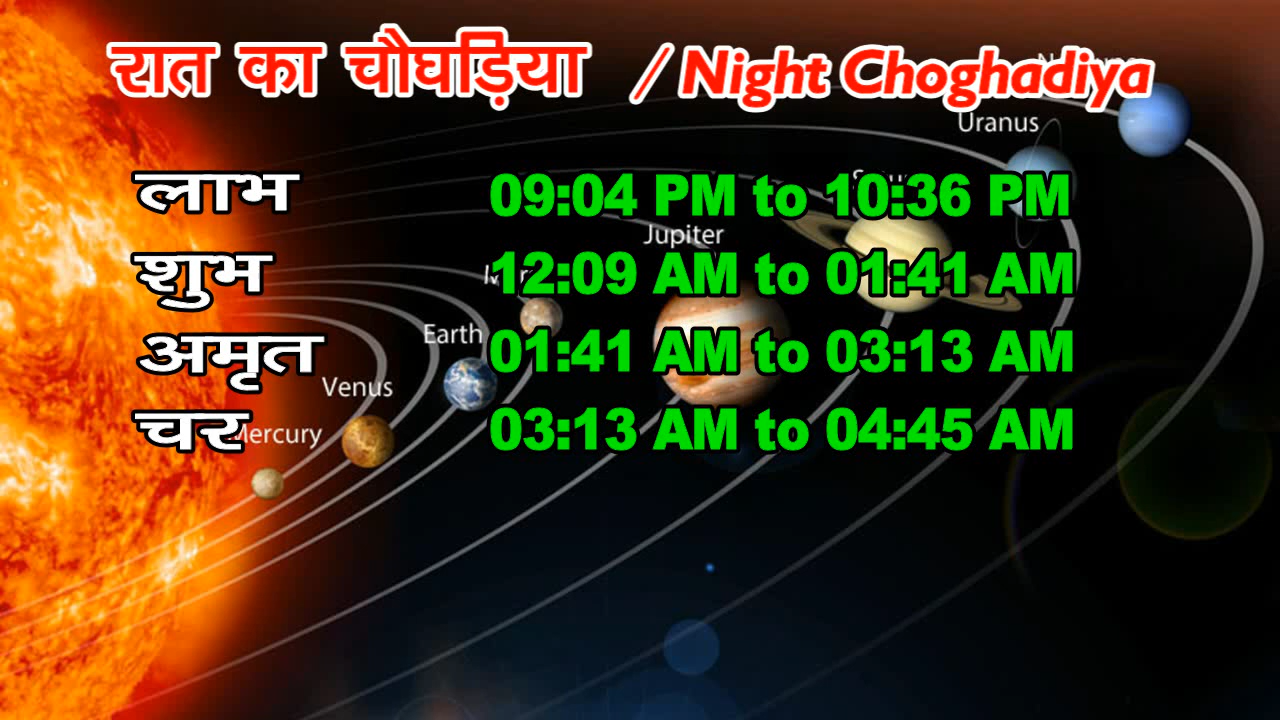 रात का चौघड़िया / Night Choghadiya
Uranus
लाभ 09:04 PM to 10:36 PM
Jupiter
शुभ 12:09 AM to 01:41 AM
Earth
अमृत 01:41 AM to 03:13 AM
Venus
चर 03:13 AM to 04:45 AM
Mercury